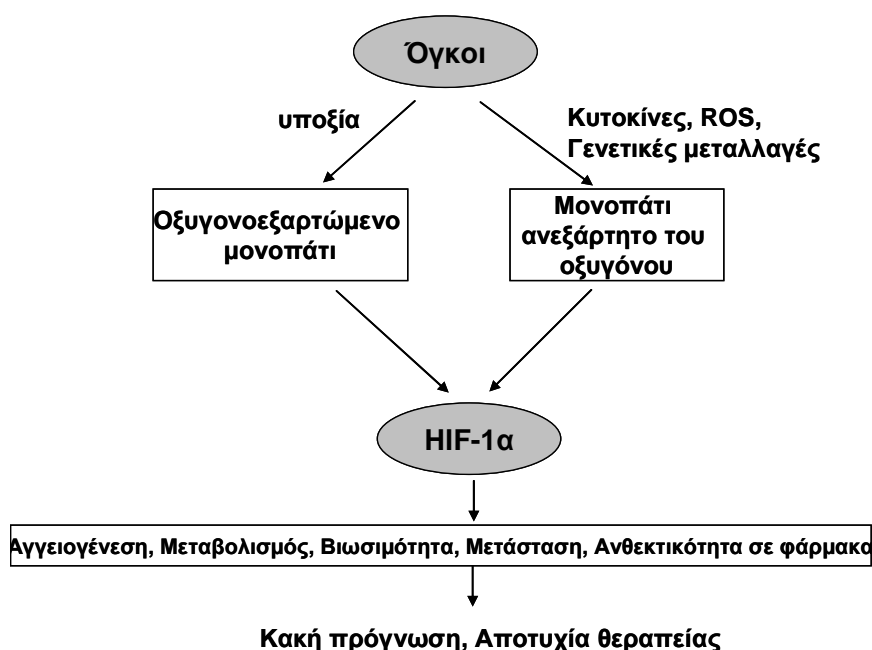 Όγκοι
υποξία
Κυτοκίνες, ROS,
Γενετικές μεταλλαγές
Οξυγονοεξαρτώμενο
μονοπάτι
Μονοπάτι
ανεξάρτητο του
οξυγόνου
HIF-1α
Αγγειογένεση, Μεταβολισμός, Βιωσιμότητα, Μετάσταση, Ανθεκτικότητα σε φάρμακα
Κακή πρόγνωση, Αποτυχία θεραπείας